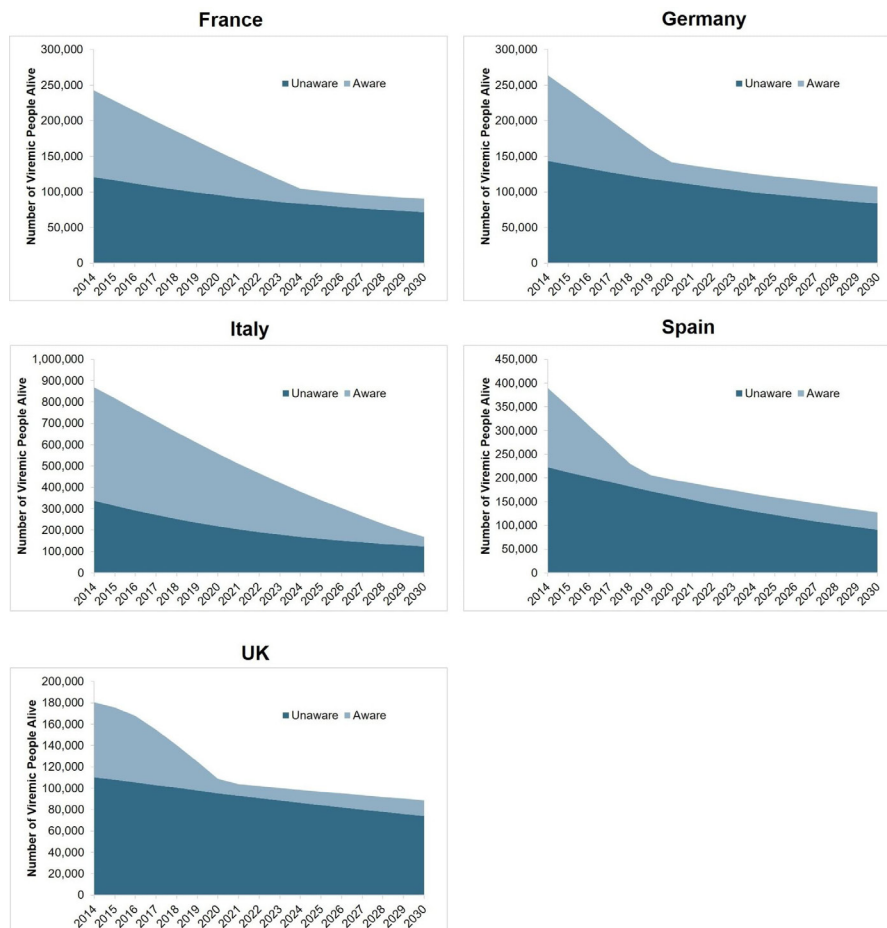 France
Number of Viremic People Alive
300,000
250,000
200,000
150,000
100,000
50,000
0
Unaware Aware
2014 2015 2016 2017 2018 2019 2020 2021 2022 2023 2024 2025 2026 2027 2028 2029 2030
Germany
Number of Viremic People Alive
300,000
250,000
200,000
150,000
100,000
50,000
0
Unaware Aware
2014 2015 2016 2017 2018 2019 2020 2021 2022 2023 2024 2025 2026 2027 2028 2029 2030
Italy
Number of Viremic People Alive
1,000,000
900,000
800,000
700,000
600,000
500,000
400,000
300,000
200,000
100,000
0
Unaware Aware
2014 2015 2016 2017 2018 2019 2020 2021 2022 2023 2024 2025 2026 2027 2028 2029 2030
Spain
Number of Viremic People Alive
450,000
400,000
350,000
300,000
250,000
200,000
150,000
100,000
50,000
0
Unaware Aware
2014 2015 2016 2017 2018 2019 2020 2021 2022 2023 2024 2025 2026 2027 2028 2029 2030
UK
Number of Viremic People Alive
200,000
180,000
160,000
140,000
120,000
100,000
80,000
60,000
40,000
20,000
0
Unaware Aware
2014 2015 2016 2017 2018 2019 2020 2021 2022 2023 2024 2025 2026 2027 2028 2029 2030